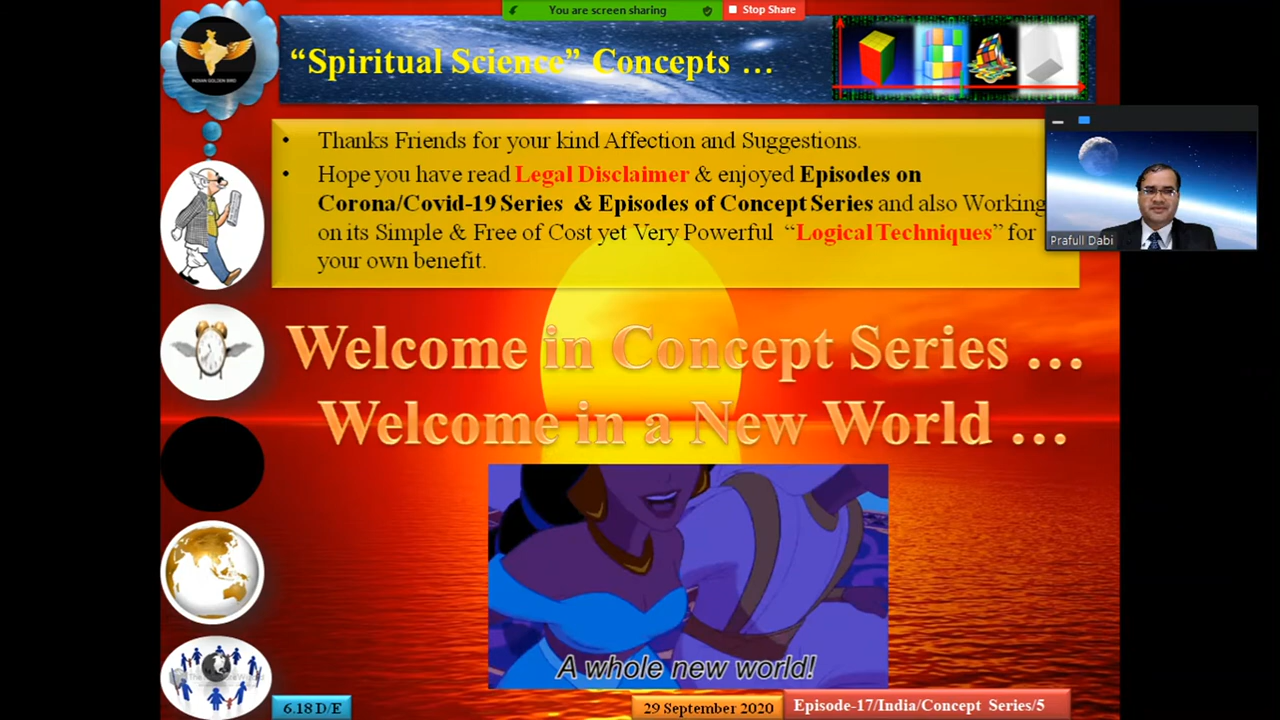 You are screen sharing
Stop Share
INDIAN GOLDEN BIRD
“Spiritual Science” Concepts …
• Thanks Friends for your kind Affection and Suggestions.
• Hope you have read Legal Disclaimer & enjoyed Episodes on
Corona/Covid-19 Series & Episodes of Concept Series and also Working
on its Simple & Free of Cost yet Very Powerful “Logical Techniques” for
your own benefit.
Prafull Dabi
Welcome in Concept Series …
Welcome in a New World …
A whole new world!
6.18 D/E
29 September 2020
Episode-17/India/Concept Series/5